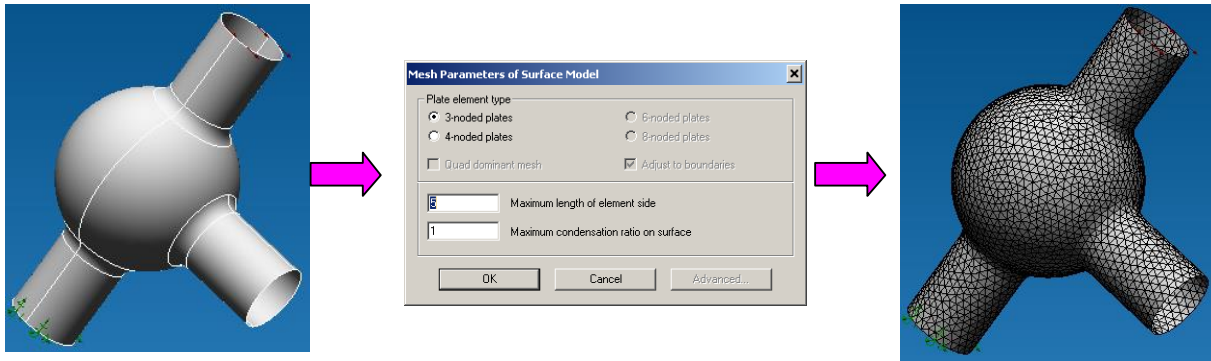 Mesh Parameters of Surface Model
Plate element type
3-noded plates
6-noded plates
4-noded plates
8-noded plates
Quad dominant mesh
Adjust to boundaries
5 Maximum length of element side
1 Maximum condensation ratio on surface
OK Cancel Advanced...